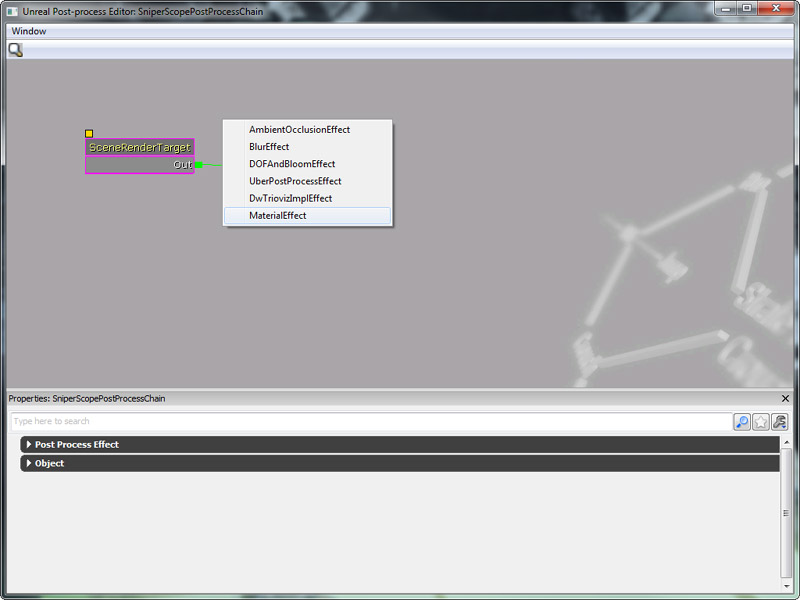 Unreal Post-process Editor: SniperScopePostProcessChain
Window
SceneRenderTarget
Out
AmbientOcclusionEffect
BlurEffect
DOFAndBloomEffect
UberPostProcessEffect
DwTriovizImplEffect
MaterialEffect
Properties: SniperScopePostProcessChain
Type here to search
Post Process Effect
Object